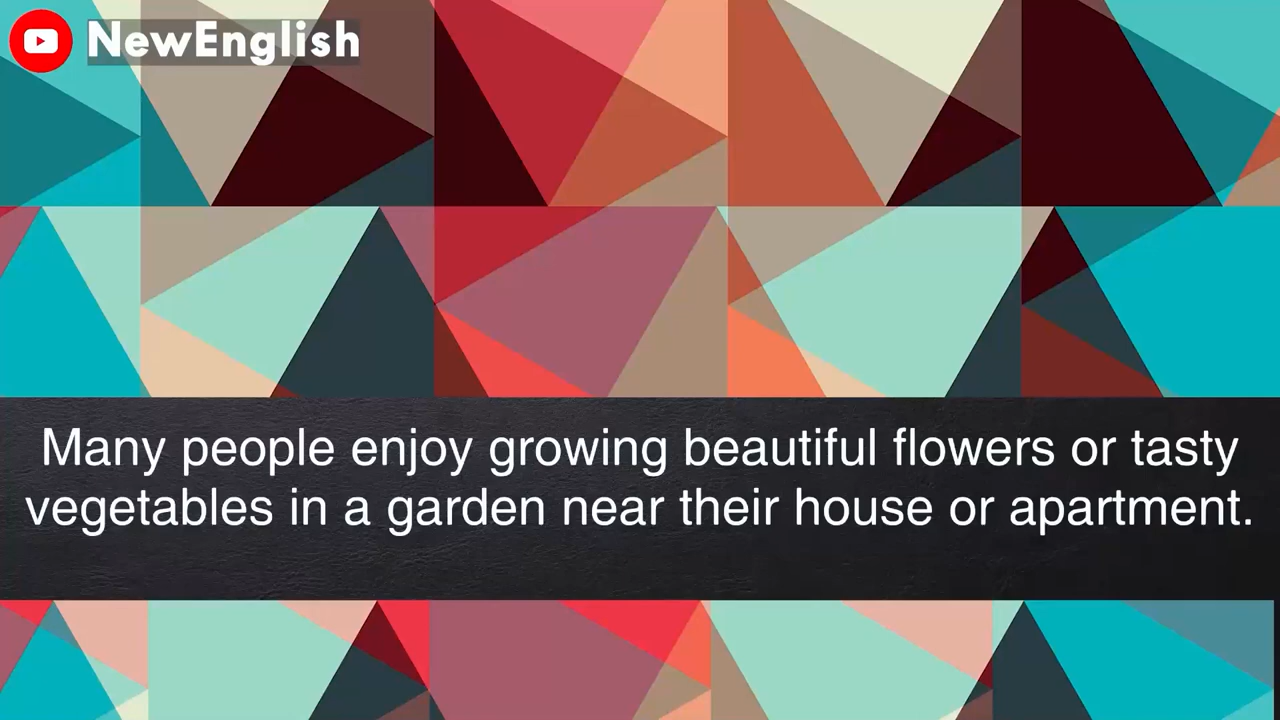 NewEnglish
Many people enjoy growing beautiful flowers or tasty
vegetables in a garden near their house or apartment.